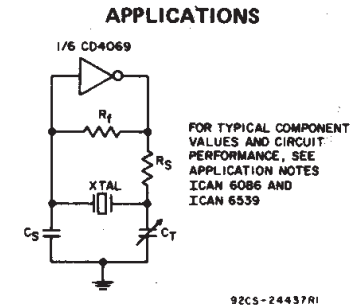 APPLICATIONS
1/6 CD4069
Rf
RS
XTAL
CS
CT
FOR TYPICAL COMPONENT
VALUES AND CIRCUIT
PERFORMANCE, SEE
APPLICATION NOTES
ICAN 6086 AND
ICAN 6539
92CS-24437RI